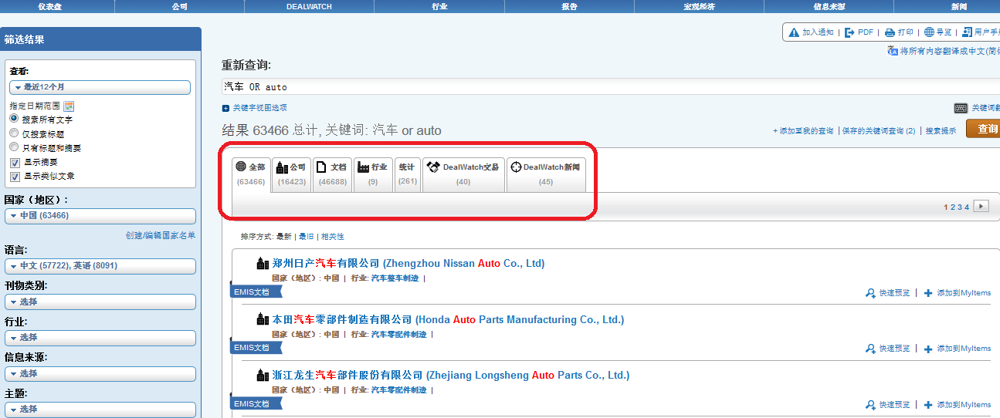 仪表盘 公司 DEALWATCH 行业 报告 宏观经济 信息来源 新闻
加入通知 | PDF | 打印 | 导览 | 用户手
将所有内容翻译成中文(简
筛选结果
查看:
最近12个月
指定日期范围
搜索所有文字
仅搜索标题
只有标题和摘要
显示摘要
显示类似文章
国家（地区）:
中国 (63466)
创建/编辑国家名单
语言:
中文 (57722), 英语 (8091)
刊物类别:
选择
行业:
选择
信息来源:
选择
主题:
选择
重新查询:
汽车 OR auto
关键字视图选项
关键词
结果 63466 总计, 关键词: 汽车 or auto
+ 添加至我的查询 | 保存的关键词查询 (2) | 搜索提示
查询
全部 (63466)
公司 (16423)
文档 (46688)
行业 (9)
统计 (261)
DealWatch交易 (40)
DealWatch新闻 (45)
1 2 3 4
排序方式: 最新 | 最旧 | 相关性
郑州日产汽车有限公司 (Zhengzhou Nissan Auto Co., Ltd)
国家（地区）: 中国 | 行业: 汽车整车制造 |
EMIS文档
快速预览 | 添加到MyItems
本田汽车零部件制造有限公司 (Honda Auto Parts Manufacturing Co., Ltd.)
国家（地区）: 中国 | 行业: 汽车零配件制造 |
EMIS文档
快速预览 | 添加到MyItems
浙江龙生汽车部件股份有限公司 (Zhejiang Longsheng Auto Parts Co., Ltd.)
国家（地区）: 中国 | 行业: 汽车零配件制造 |
EMIS文档
快速预览 | 添加到MyItems